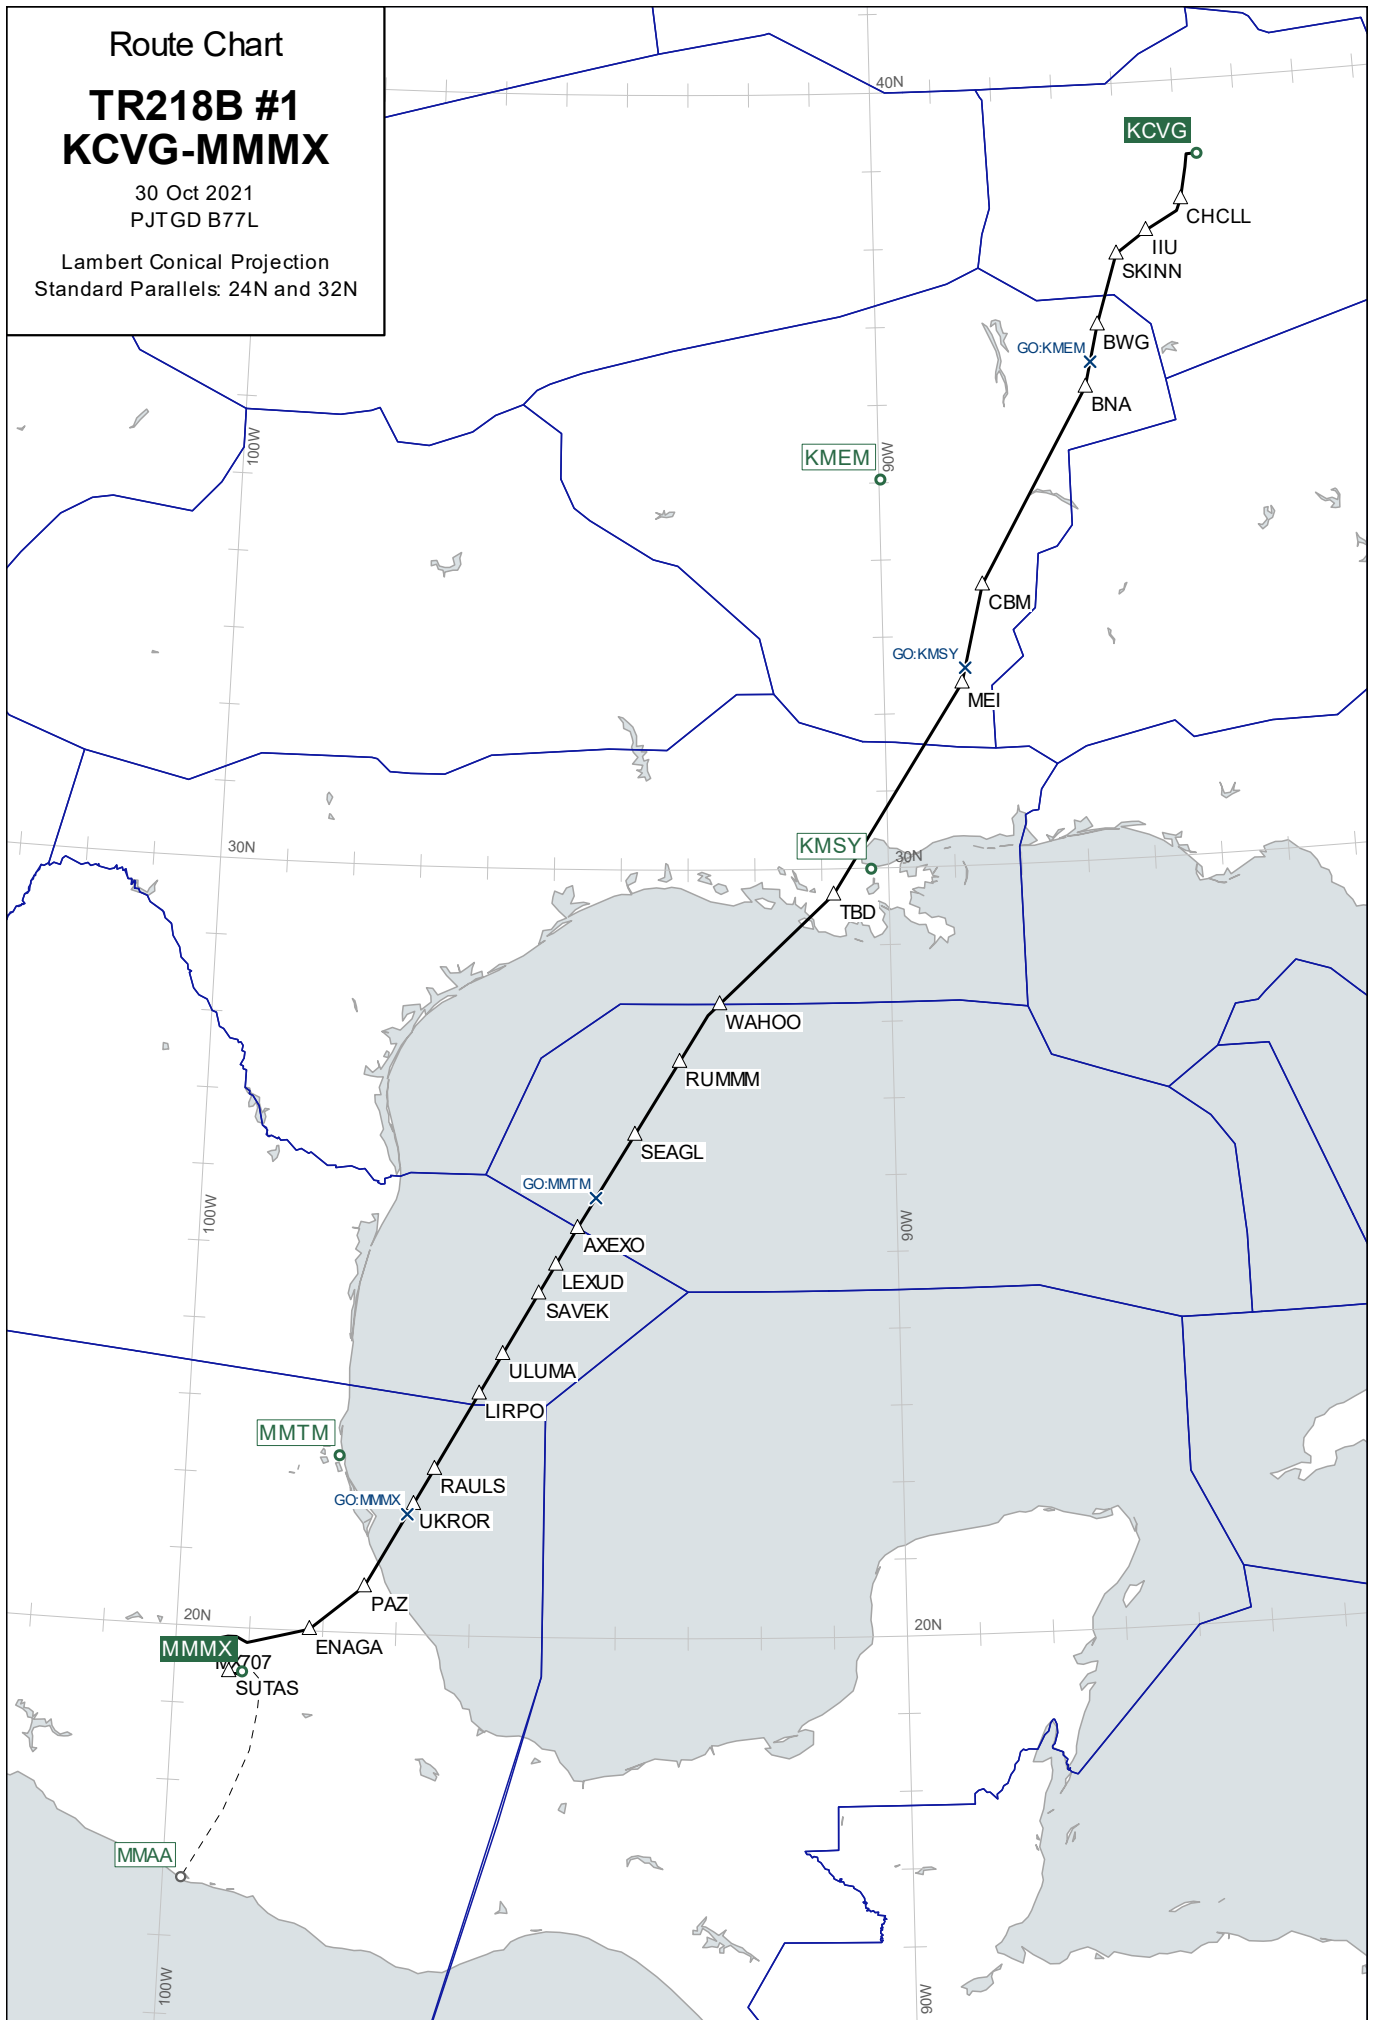 Route Chart
TR218B #1
KCVG-MMMX
30 Oct 2021
PJTGD B77L
Lambert Conical Projection
Standard Parallels: 24N and 32N
40N
KCVG
CHCLL
IIU
SKINN
BWG
GO:KMEM
BNA
100W
KMEM
90W
CBM
GO:KMSY
MEI
30N
KMSY
30N
TBD
WAHOO
RUMMM
SEAGL
GO:MMTM
100W
90W
AXEXO
LEXUD
SAVEK
ULUMA
LIRPO
MMTM
RAULS
GO:MMMX
UKROR
PAZ
20N
20N
ENAGA
MMMX
MX707
SUTAS
MMAA
100W
90W